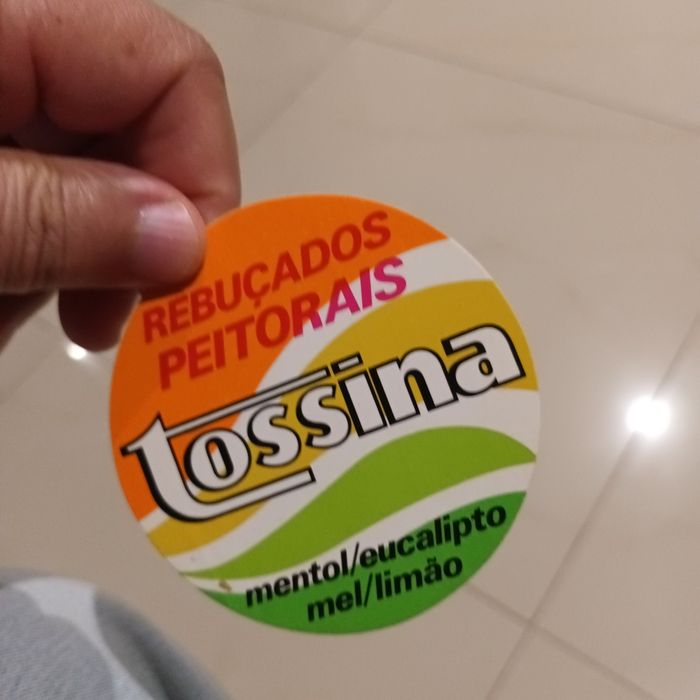 REBUÇADOS
PEITORAIS
tossina
mentol/eucalipto
mel/limão